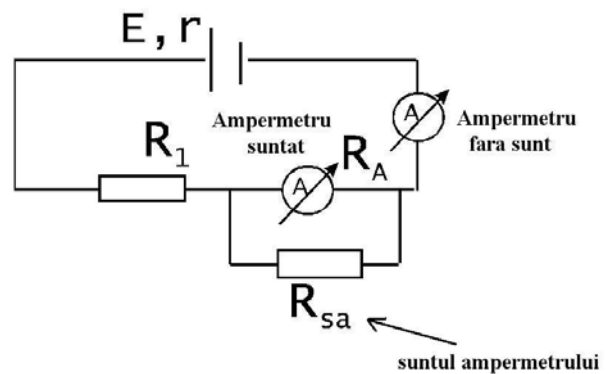 E, r
A
Ampermetru
suntat
Ampermetru
fara sunt
R1
RA
A
Rsa
suntul ampermetrului